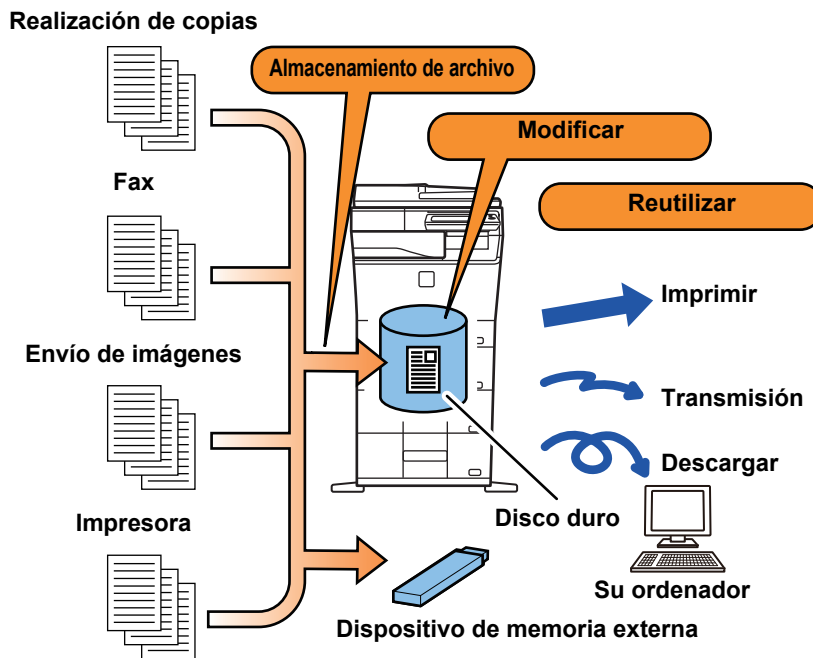 Realización de copias
Almacenamiento de archivo
Modificar
Fax
Reutilizar
Imprimir
Envío de imágenes
Transmisión
Descargar
Disco duro
Impresora
Su ordenador
Dispositivo de memoria externa